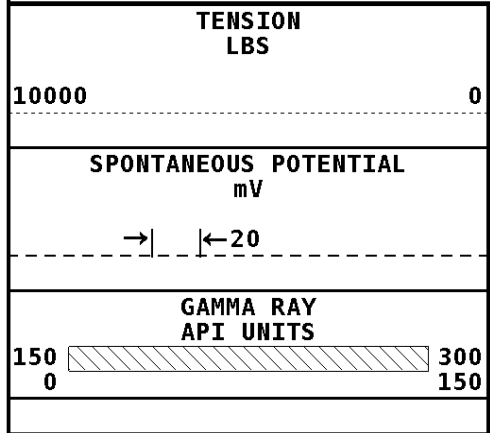 TENSION
LBS
10000 0
SPONTANEOUS POTENTIAL
mV
→|  |←20
GAMMA RAY
API UNITS
150 300
0 150